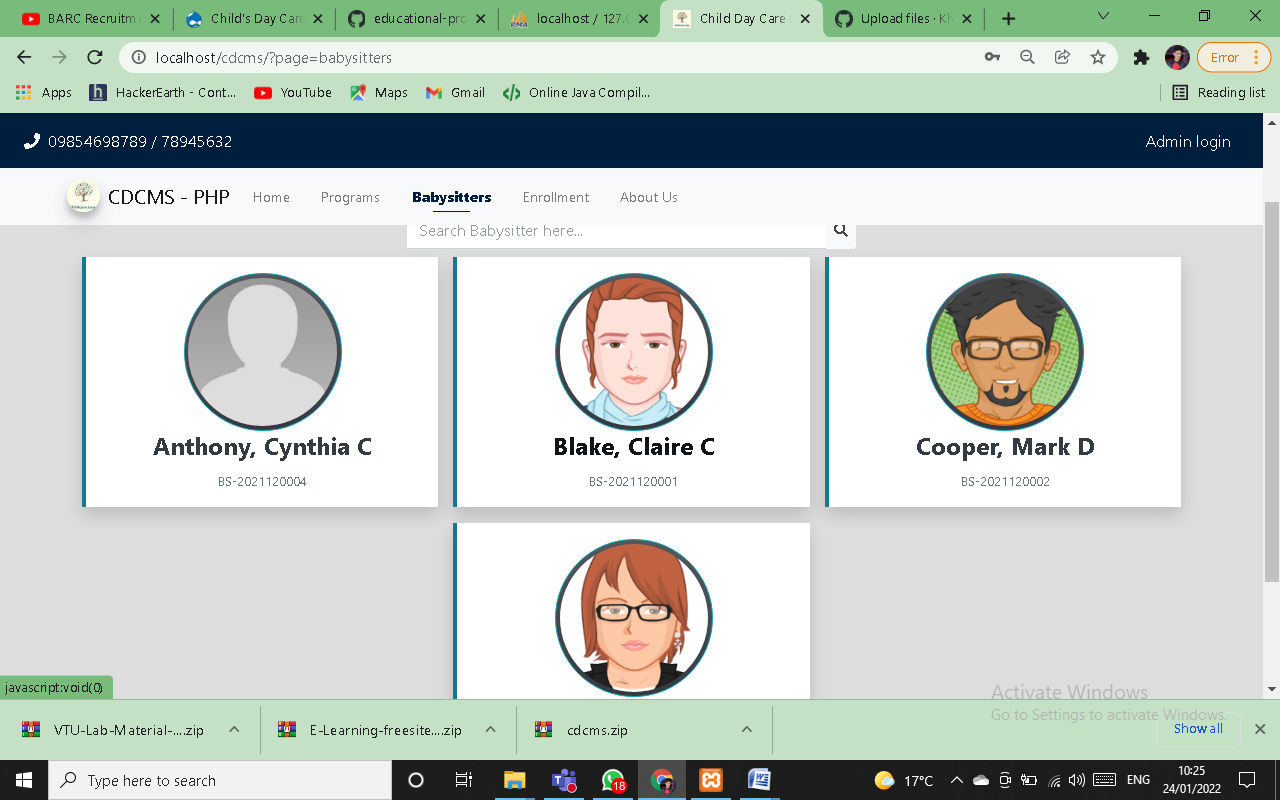 BARC Recruitm
Child's Day Care
educational-pro
localhost / 127.0
Child Day Care
Upload files · Kh
localhost/cdcms/?page=babysitters
Error
Apps
HackerEarth - Cont...
YouTube
Maps
Gmail
Online Java Compil...
Reading list
09854698789 / 78945632
Admin login
CDCMS - PHP
Home
Programs
Babysitters
Enrollment
About Us
Search Babysitter here...
Anthony, Cynthia C
BS-2021120004
Blake, Claire C
BS-2021120001
Cooper, Mark D
BS-2021120002
javascript:void(0)
Activate Windows
Go to Settings to activate Windows.
VTU-Lab-Material-....zip
E-Learning-freesite....zip
cdcms.zip
Show all
Type here to search
18
17°C
ENG
10:25
24/01/2022